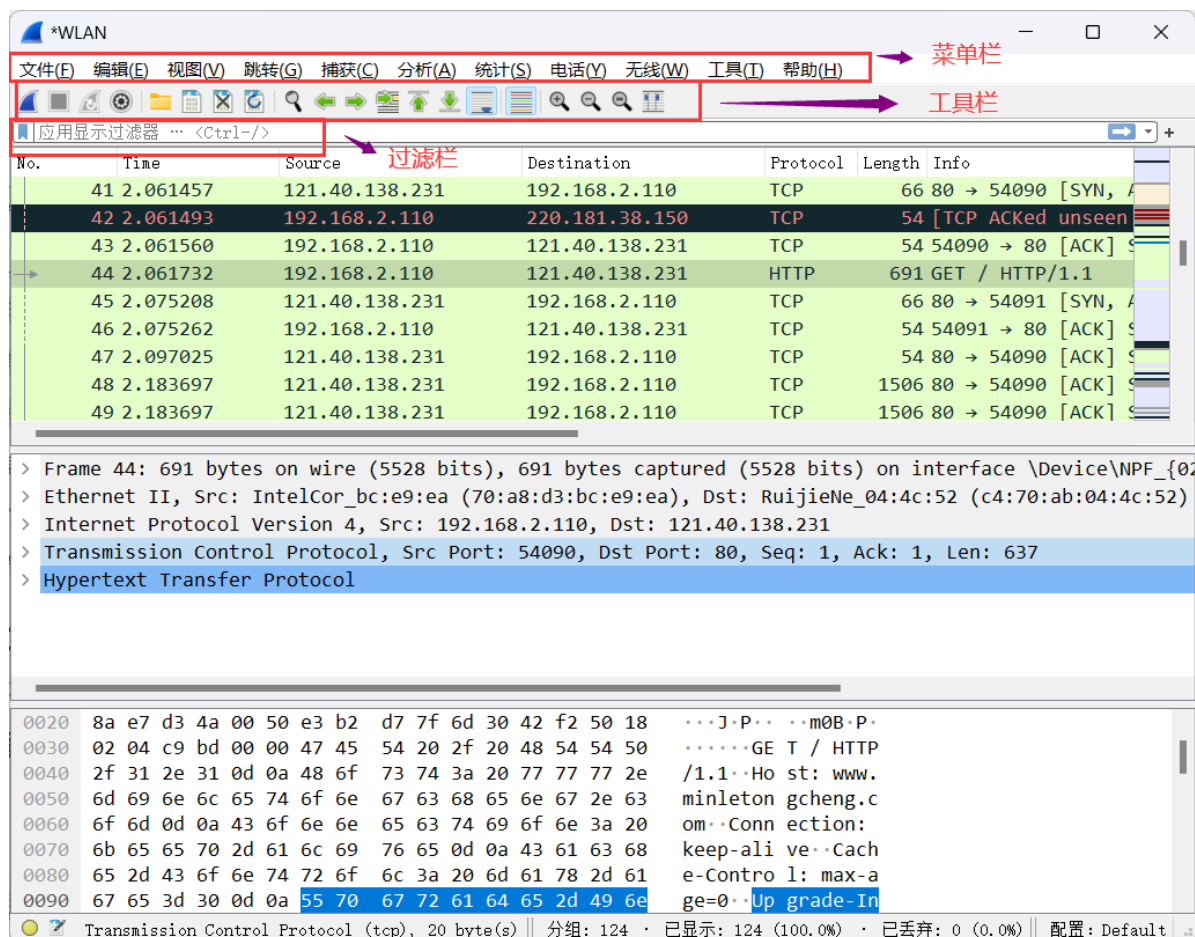 *WLAN
文件(F) 编辑(E) 视图(V) 跳转(G) 捕获(C) 分析(A) 统计(S) 电话(Y) 无线(W) 工具(T) 帮助(H)
菜单栏
工具栏
应用显示过滤器 … <Ctrl-/>
+
过滤栏
No. Time Source Destination Protocol Length Info
41 2.061457 121.40.138.231 192.168.2.110 TCP 66 80 → 54090 [SYN,
42 2.061493 192.168.2.110 220.181.38.150 TCP 54 [TCP ACKed unseen
43 2.061560 192.168.2.110 121.40.138.231 TCP 54 54090 → 80 [ACK]
44 2.061732 192.168.2.110 121.40.138.231 HTTP 691 GET / HTTP/1.1
45 2.075208 121.40.138.231 192.168.2.110 TCP 66 80 → 54091 [SYN,
46 2.075262 192.168.2.110 121.40.138.231 TCP 54 54091 → 80 [ACK]
47 2.097025 121.40.138.231 192.168.2.110 TCP 54 80 → 54090 [ACK]
48 2.183697 121.40.138.231 192.168.2.110 TCP 1506 80 → 54090 [ACK]
49 2.183697 121.40.138.231 192.168.2.110 TCP 1506 80 → 54090 [ACK]
> Frame 44: 691 bytes on wire (5528 bits), 691 bytes captured (5528 bits) on interface \Device\NPF_{02
> Ethernet II, Src: IntelCor_bc:e9:ea (70:a8:d3:bc:e9:ea), Dst: RuijieNe_04:4c:52 (c4:70:ab:04:4c:52)
> Internet Protocol Version 4, Src: 192.168.2.110, Dst: 121.40.138.231
> Transmission Control Protocol, Src Port: 54090, Dst Port: 80, Seq: 1, Ack: 1, Len: 637
> Hypertext Transfer Protocol
0020 8a e7 d3 4a 00 50 e3 b2 d7 7f 6d 30 42 f2 50 18 ···J·P·· ··m0B·P·
0030 02 04 c9 bd 00 00 47 45 54 20 2f 20 48 54 54 50 ······GE T / HTTP
0040 2f 31 2e 31 0d 0a 48 6f 73 74 3a 20 77 77 77 2e /1.1··Ho st: www.
0050 6d 69 6e 6c 65 74 6f 6e 67 63 68 65 6e 67 2e 63 minleton gcheng.c
0060 6f 6d 0d 0a 43 6f 6e 6e 65 63 74 69 6f 6e 3a 20 om··Conn ection:
0070 6b 65 65 70 2d 61 6c 69 76 65 0d 0a 43 61 63 68 keep-ali ve··Cach
0080 65 2d 43 6f 6e 74 72 6f 6c 3a 20 6d 61 78 2d 61 e-Contro l: max-a
0090 67 65 3d 30 0d 0a 55 70 67 72 61 64 65 2d 49 6e ge=0··Up grade-In
Transmission Control Protocol (tcp), 20 byte(s) 分组: 124 · 已显示: 124 (100.0%) · 已丢弃: 0 (0.0%) 配置: Default